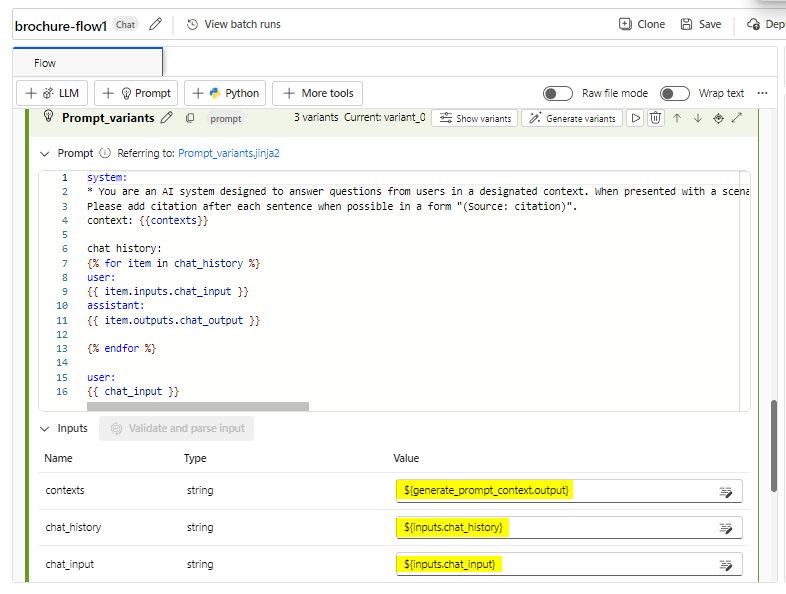 brochure-flow1 Chat View batch runs Clone Save
Flow
LLM Prompt Python More tools Raw file mode Wrap text ...
Prompt_variants prompt 3 variants Current: variant_0 Show variants Generate variants
Prompt Referring to: Prompt_variants.jinja2
1 system:
2 * You are an AI system designed to answer questions from users in a designated context. When presented with a
3 Please add citation after each sentence when possible in a form "(Source: citation)".
4 context: {{contexts}}
5
6 chat history:
7 {% for item in chat_history %}
8 user:
9 {{ item.inputs.chat_input }}
10 assistant:
11 {{ item.outputs.chat_output }}
12
13 {% endfor %}
14
15 user:
16 {{ chat_input }}
Inputs Validate and parse input
Name Type Value
contexts string ${generate_prompt_context.output}
chat_history string ${inputs.chat_history}
chat_input string ${inputs.chat_input}